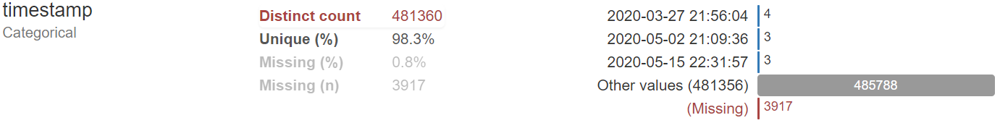 timestamp
Categorical
Distinct count 481360
Unique (%) 98.3%
Missing (%) 0.8%
Missing (n) 3917
2020-03-27 21:56:04 4
2020-05-02 21:09:36 3
2020-05-15 22:31:57 3
Other values (481356) 485788
(Missing) 3917